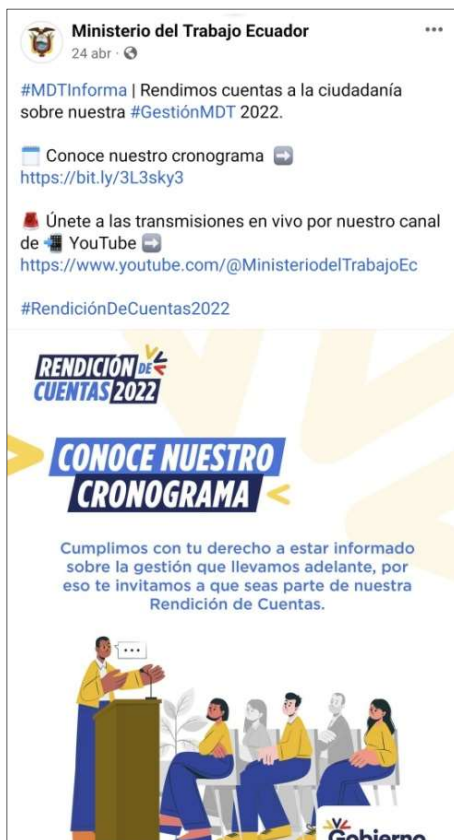 Ministerio del Trabajo Ecuador
24 abr ·
#MDTInforma | Rendimos cuentas a la ciudadanía
sobre nuestra #GestiónMDT 2022.
Conoce nuestro cronograma
https://bit.ly/3L3sky3
Únete a las transmisiones en vivo por nuestro canal
de YouTube
https://www.youtube.com/@MinisteriodelTrabajoEc
#RendiciónDeCuentas2022
RENDICIÓN DE
CUENTAS 2022
CONOCE NUESTRO
CRONOGRAMA
Cumplimos con tu derecho a estar informado
sobre la gestión que llevamos adelante, por
eso te invitamos a que seas parte de nuestra
Rendición de Cuentas.
Gobierno